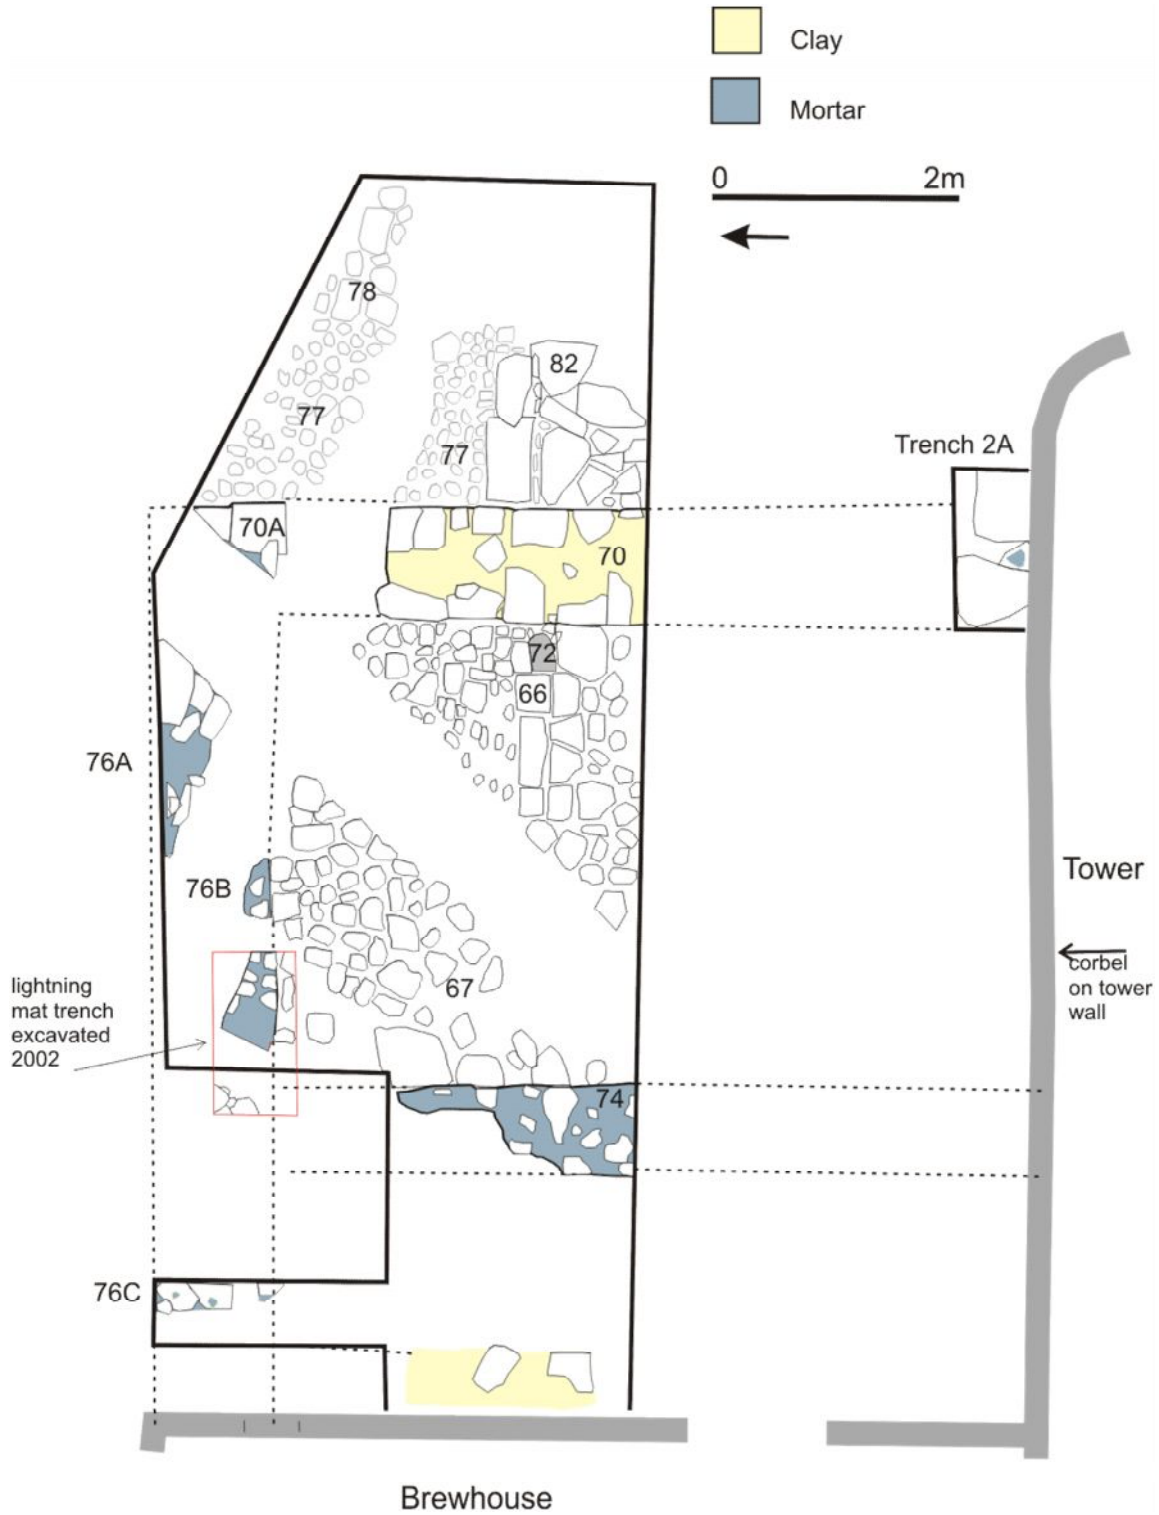 Clay
Mortar
0 2m
78
82
77
77
Trench 2A
70A
70
72
66
76A
Tower
76B
corbel
on tower
wall
67
lightning
mat trench
excavated
2002
74
76C
Brewhouse